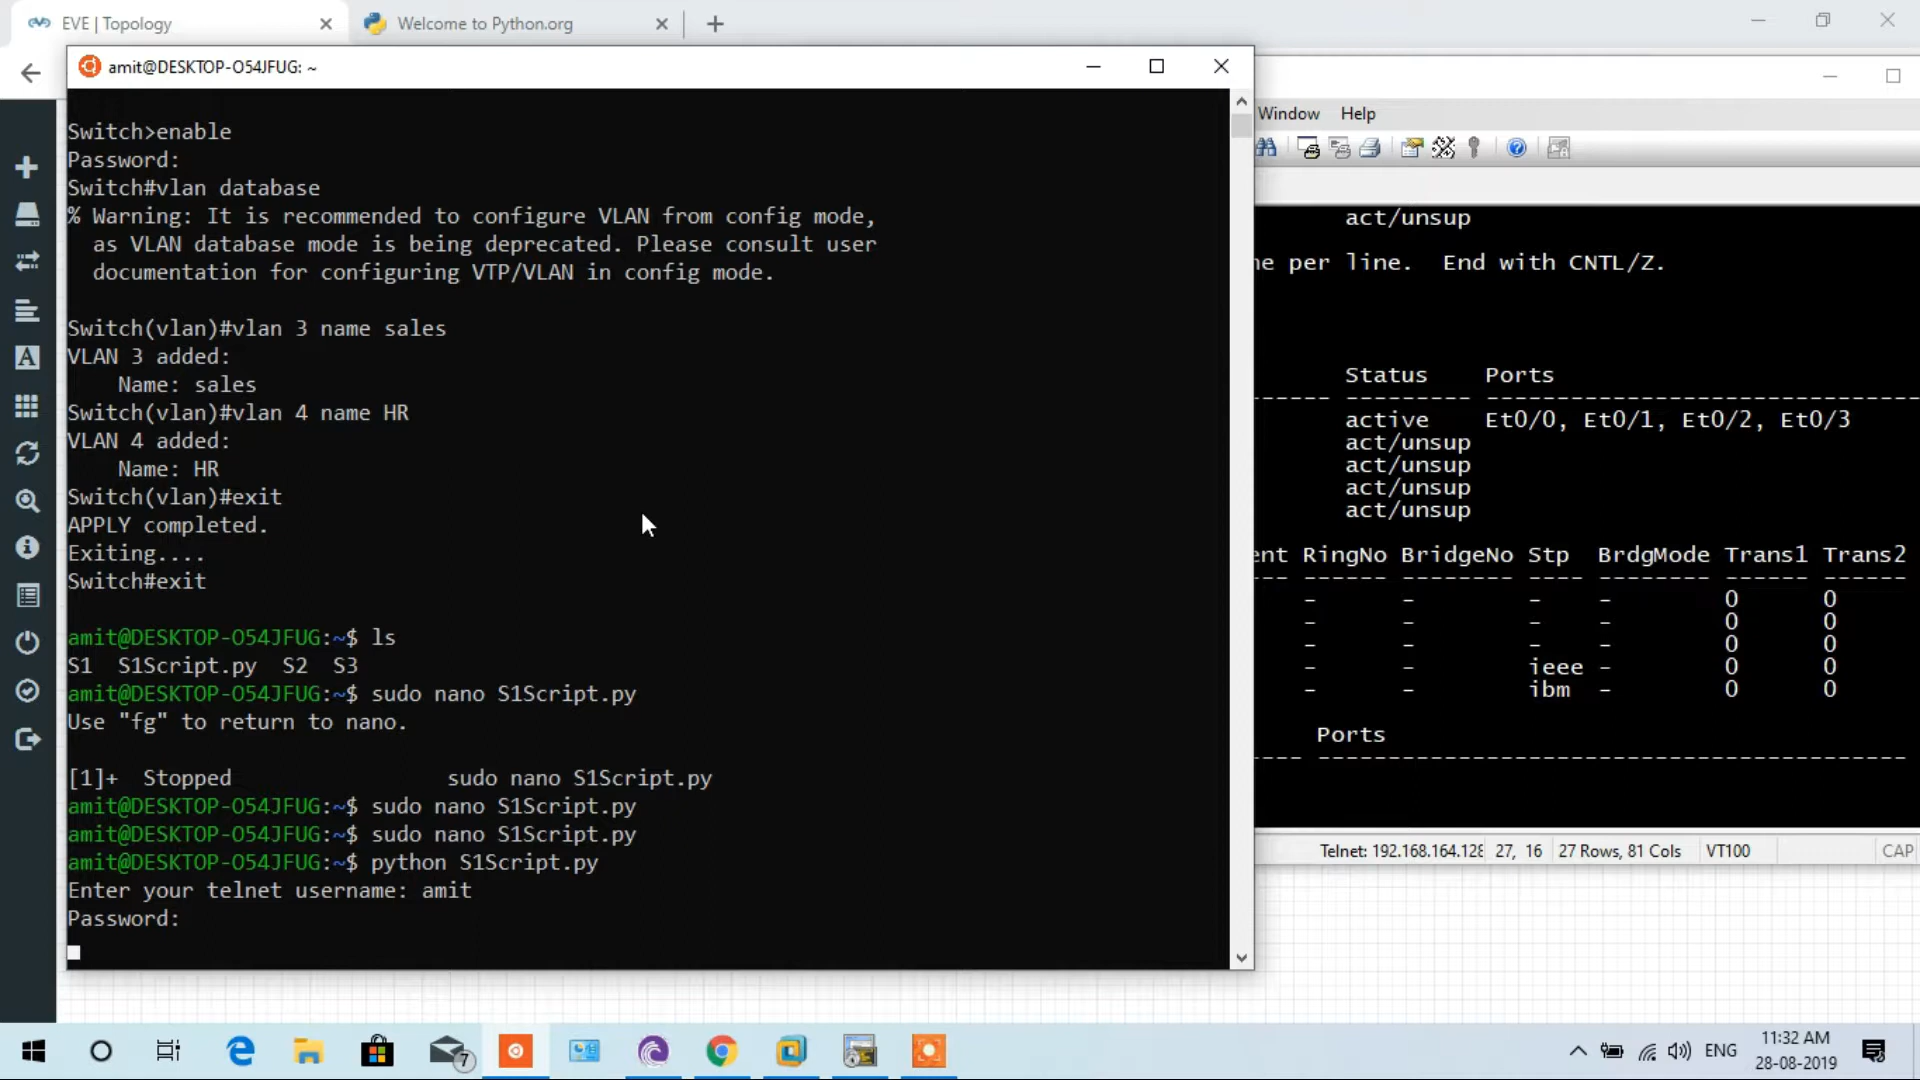 EVE | Topology
Welcome to Python.org
amit@DESKTOP-O54JFUG: ~
Switch>enable
Password:
Switch#vlan database
% Warning: It is recommended to configure VLAN from config mode,
as VLAN database mode is being deprecated. Please consult user
documentation for configuring VTP/VLAN in config mode.
Switch(vlan)#vlan 3 name sales
VLAN 3 added:
Name: sales
Switch(vlan)#vlan 4 name HR
VLAN 4 added:
Name: HR
Switch(vlan)#exit
APPLY completed.
Exiting....
Switch#exit
amit@DESKTOP-O54JFUG:~$ ls
S1 S1Script.py S2 S3
amit@DESKTOP-O54JFUG:~$ sudo nano S1Script.py
Use "fg" to return to nano.
[1]+ Stopped sudo nano S1Script.py
amit@DESKTOP-O54JFUG:~$ sudo nano S1Script.py
amit@DESKTOP-O54JFUG:~$ sudo nano S1Script.py
amit@DESKTOP-O54JFUG:~$ python S1Script.py
Enter your telnet username: amit
Password:
Window Help
act/unsup
per line. End with CNTL/Z.
Status Ports
------ --------- -------------------------------
active Et0/0, Et0/1, Et0/2, Et0/3
act/unsup
act/unsup
act/unsup
act/unsup
RingNo BridgeNo Stp BrdgMode Trans1 Trans2
--- ------ -------- ---- -------- ------ ------
- - - - 0 0
- - - - 0 0
- - - - 0 0
- - ieee - 0 0
- - ibm - 0 0
Ports
---- ------------------------------------------
Telnet: 192.168.164.128 27, 16 27 Rows, 81 Cols VT100 CAP
7
ENG
11:32 AM
28-08-2019